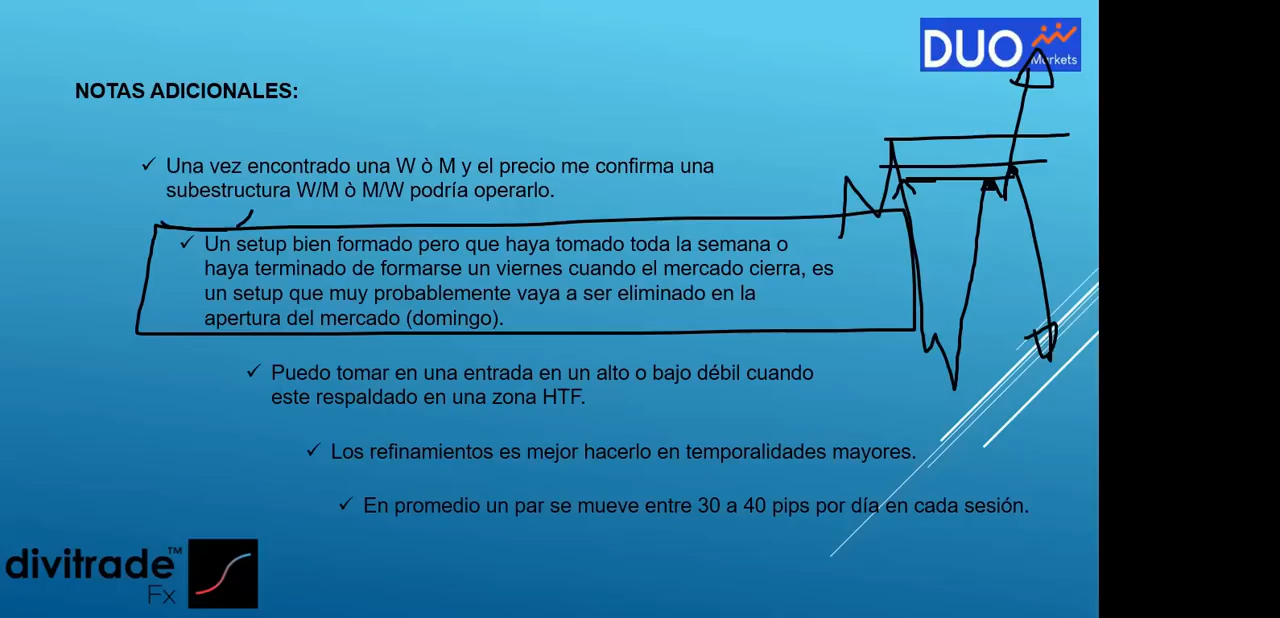 DUO
Markets
NOTAS ADICIONALES:
✓ Una vez encontrado una W ò M y el precio me confirma una
subestructura W/M ò M/W podría operarlo.
✓ Un setup bien formado pero que haya tomado toda la semana o
haya terminado de formarse un viernes cuando el mercado cierra, es
un setup que muy probablemente vaya a ser eliminado en la
apertura del mercado (domingo).
✓ Puedo tomar en una entrada en un alto o bajo débil cuando
este respaldado en una zona HTF.
✓ Los refinamientos es mejor hacerlo en temporalidades mayores.
✓ En promedio un par se mueve entre 30 a 40 pips por día en cada sesión.
divitrade™
Fx